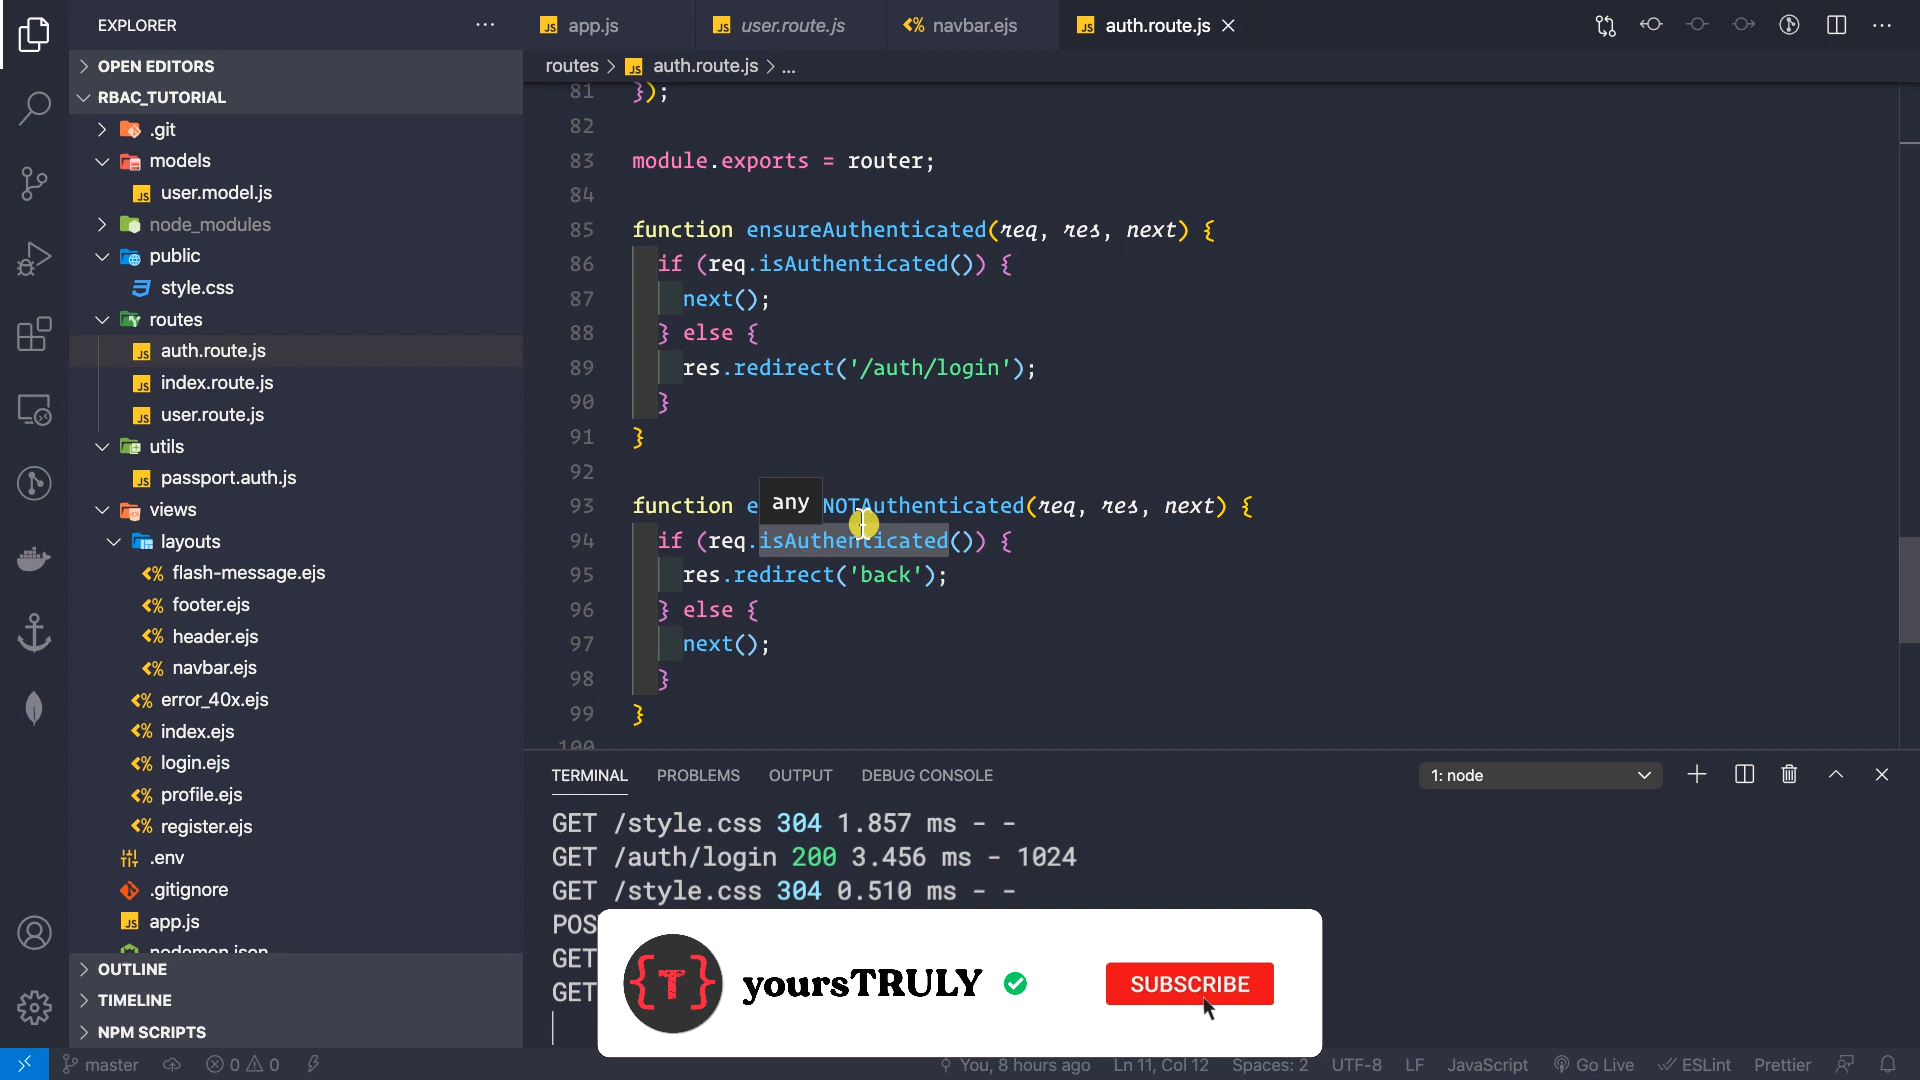 EXPLORER
OPEN EDITORS
RBAC_TUTORIAL
.git
models
user.model.js
node_modules
public
style.css
routes
auth.route.js
index.route.js
user.route.js
utils
passport.auth.js
views
layouts
flash-message.ejs
footer.ejs
header.ejs
navbar.ejs
error_40x.ejs
index.ejs
login.ejs
profile.ejs
register.ejs
.env
.gitignore
app.js
OUTLINE
TIMELINE
NPM SCRIPTS
app.js user.route.js navbar.ejs auth.route.js
routes > auth.route.js > ...
81 });
82
83 module.exports = router;
84
85 function ensureAuthenticated(req, res, next) {
86 if (req.isAuthenticated()) {
87 next();
88 } else {
89 res.redirect('/auth/login');
90 }
91 }
92
any
93 function e NOTAuthenticated(req, res, next) {
94 if (req.isAuthenticated()) {
95 res.redirect('back');
96 } else {
97 next();
98 }
99 }
100
TERMINAL PROBLEMS OUTPUT DEBUG CONSOLE 1: node
GET /style.css 304 1.857 ms - -
GET /auth/login 200 3.456 ms - 1024
GET /style.css 304 0.510 ms - -
POS
GET
GET
{T} yoursTRULY SUBSCRIBE
master 0 0 You, 8 hours ago Ln 11, Col 12 Spaces: 2 UTF-8 LF JavaScript Go Live ESLint Prettier